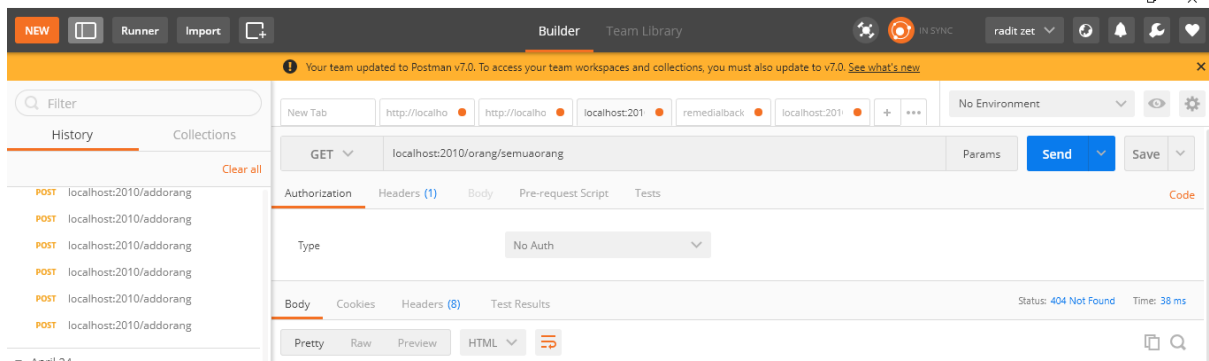 NEW Runner Import Builder Team Library IN SYNC radit zet
Your team updated to Postman v7.0. To access your team workspaces and collections, you must also update to v7.0. See what's new
Filter
History Collections
Clear all
POST localhost:2010/addorang
POST localhost:2010/addorang
POST localhost:2010/addorang
POST localhost:2010/addorang
POST localhost:2010/addorang
POST localhost:2010/addorang
April 24
New Tab http://localho http://localho localhost:201 remedialback localhost:201 + ••• No Environment
GET localhost:2010/orang/semuaorang Params Send Save
Authorization Headers (1) Body Pre-request Script Tests Code
Type No Auth
Body Cookies Headers (8) Test Results Status: 404 Not Found Time: 38 ms
Pretty Raw Preview HTML